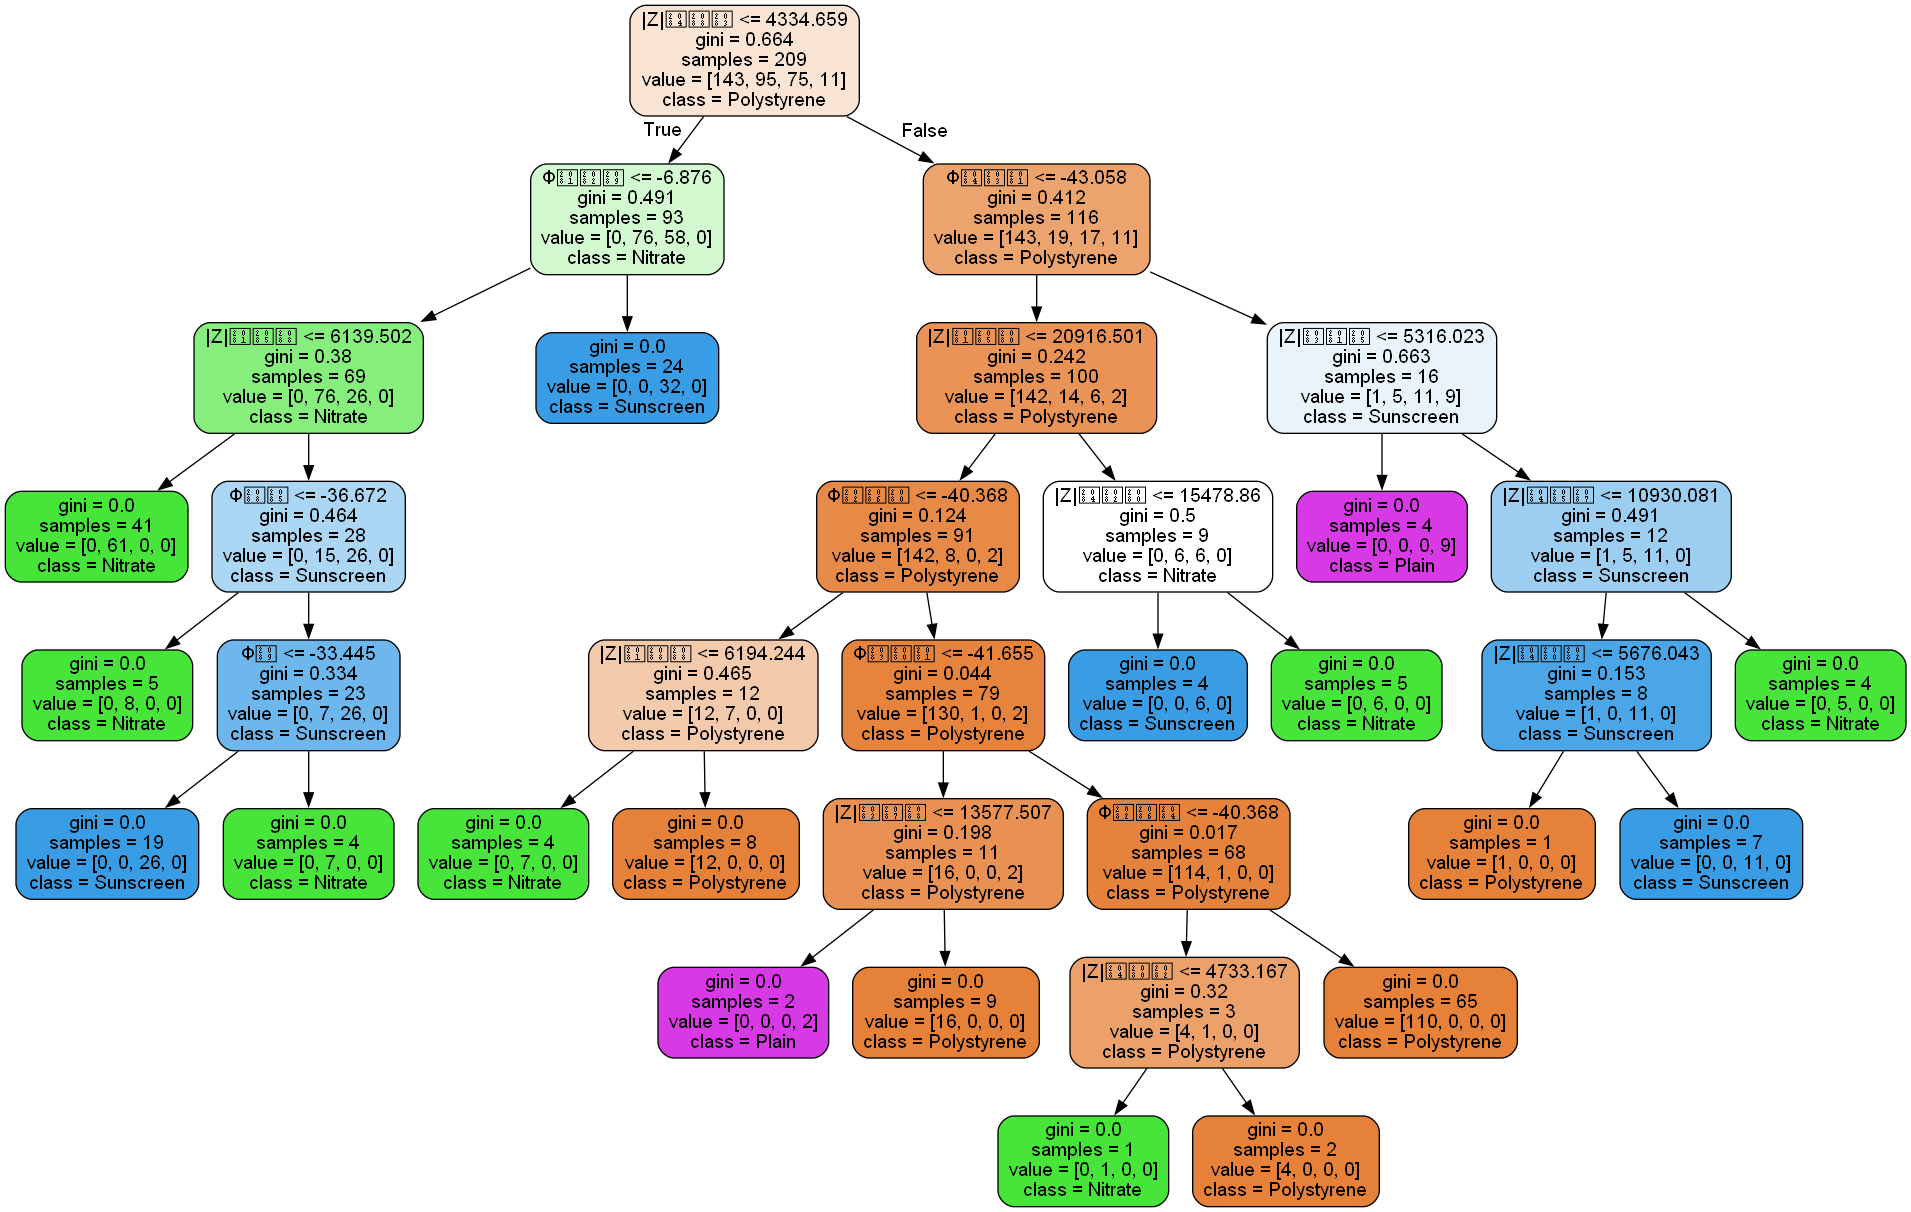 |Z| <= 4334.659
gini = 0.664
samples = 209
value = [143, 95, 75, 11]
class = Polystyrene
True
False
Φ <= -6.876
gini = 0.491
samples = 93
value = [0, 76, 58, 0]
class = Nitrate
Φ <= -43.058
gini = 0.412
samples = 116
value = [143, 19, 17, 11]
class = Polystyrene
|Z| <= 6139.502
gini = 0.38
samples = 69
value = [0, 76, 26, 0]
class = Nitrate
gini = 0.0
samples = 24
value = [0, 0, 32, 0]
class = Sunscreen
|Z| <= 20916.501
gini = 0.242
samples = 100
value = [142, 14, 6, 2]
class = Polystyrene
|Z| <= 5316.023
gini = 0.663
samples = 16
value = [1, 5, 11, 9]
class = Sunscreen
gini = 0.0
samples = 41
value = [0, 61, 0, 0]
class = Nitrate
Φ <= -36.672
gini = 0.464
samples = 28
value = [0, 15, 26, 0]
class = Sunscreen
Φ <= -40.368
gini = 0.124
samples = 91
value = [142, 8, 0, 2]
class = Polystyrene
|Z| <= 15478.86
gini = 0.5
samples = 9
value = [0, 6, 6, 0]
class = Nitrate
gini = 0.0
samples = 4
value = [0, 0, 0, 9]
class = Plain
|Z| <= 10930.081
gini = 0.491
samples = 12
value = [1, 5, 11, 0]
class = Sunscreen
gini = 0.0
samples = 5
value = [0, 8, 0, 0]
class = Nitrate
Φ <= -33.445
gini = 0.334
samples = 23
value = [0, 7, 26, 0]
class = Sunscreen
|Z| <= 6194.244
gini = 0.465
samples = 12
value = [12, 7, 0, 0]
class = Polystyrene
Φ <= -41.655
gini = 0.044
samples = 79
value = [130, 1, 0, 2]
class = Polystyrene
gini = 0.0
samples = 4
value = [0, 0, 6, 0]
class = Sunscreen
gini = 0.0
samples = 5
value = [0, 6, 0, 0]
class = Nitrate
|Z| <= 5676.043
gini = 0.153
samples = 8
value = [1, 0, 11, 0]
class = Sunscreen
gini = 0.0
samples = 4
value = [0, 5, 0, 0]
class = Nitrate
gini = 0.0
samples = 19
value = [0, 0, 26, 0]
class = Sunscreen
gini = 0.0
samples = 4
value = [0, 7, 0, 0]
class = Nitrate
gini = 0.0
samples = 4
value = [0, 7, 0, 0]
class = Nitrate
gini = 0.0
samples = 8
value = [12, 0, 0, 0]
class = Polystyrene
|Z| <= 13577.507
gini = 0.198
samples = 11
value = [16, 0, 0, 2]
class = Polystyrene
Φ <= -40.368
gini = 0.017
samples = 68
value = [114, 1, 0, 0]
class = Polystyrene
gini = 0.0
samples = 1
value = [1, 0, 0, 0]
class = Polystyrene
gini = 0.0
samples = 7
value = [0, 0, 11, 0]
class = Sunscreen
gini = 0.0
samples = 2
value = [0, 0, 0, 2]
class = Plain
gini = 0.0
samples = 9
value = [16, 0, 0, 0]
class = Polystyrene
|Z| <= 4733.167
gini = 0.32
samples = 3
value = [4, 1, 0, 0]
class = Polystyrene
gini = 0.0
samples = 65
value = [110, 0, 0, 0]
class = Polystyrene
gini = 0.0
samples = 1
value = [0, 1, 0, 0]
class = Nitrate
gini = 0.0
samples = 2
value = [4, 0, 0, 0]
class = Polystyrene